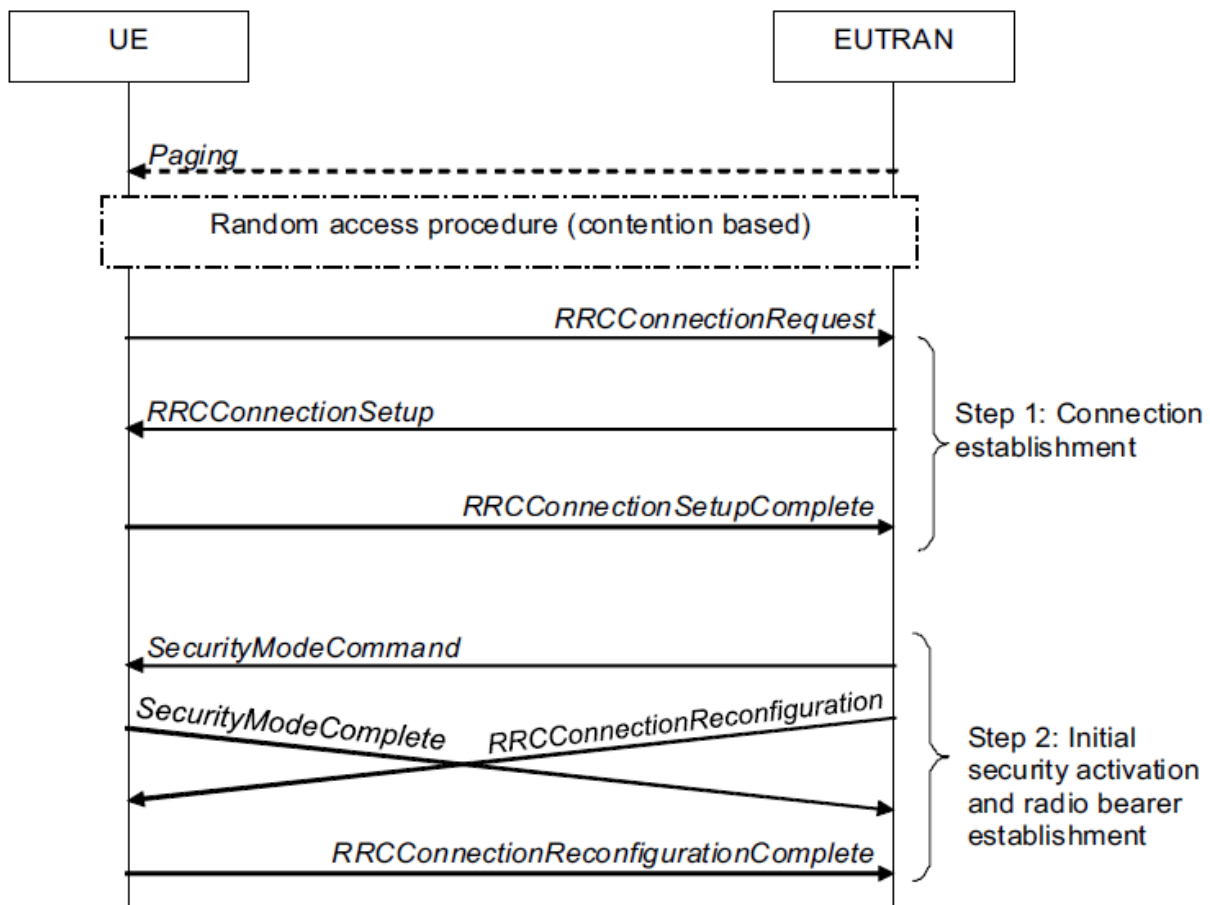 UE
EUTRAN
Paging
Random access procedure (contention based)
RRCConnectionRequest
RRCConnectionSetup
Step 1: Connection
establishment
RRCConnectionSetupComplete
SecurityModeCommand
SecurityModeComplete
RRCConnectionReconfiguration
Step 2: Initial
security activation
and radio bearer
establishment
RRCConnectionReconfigurationComplete